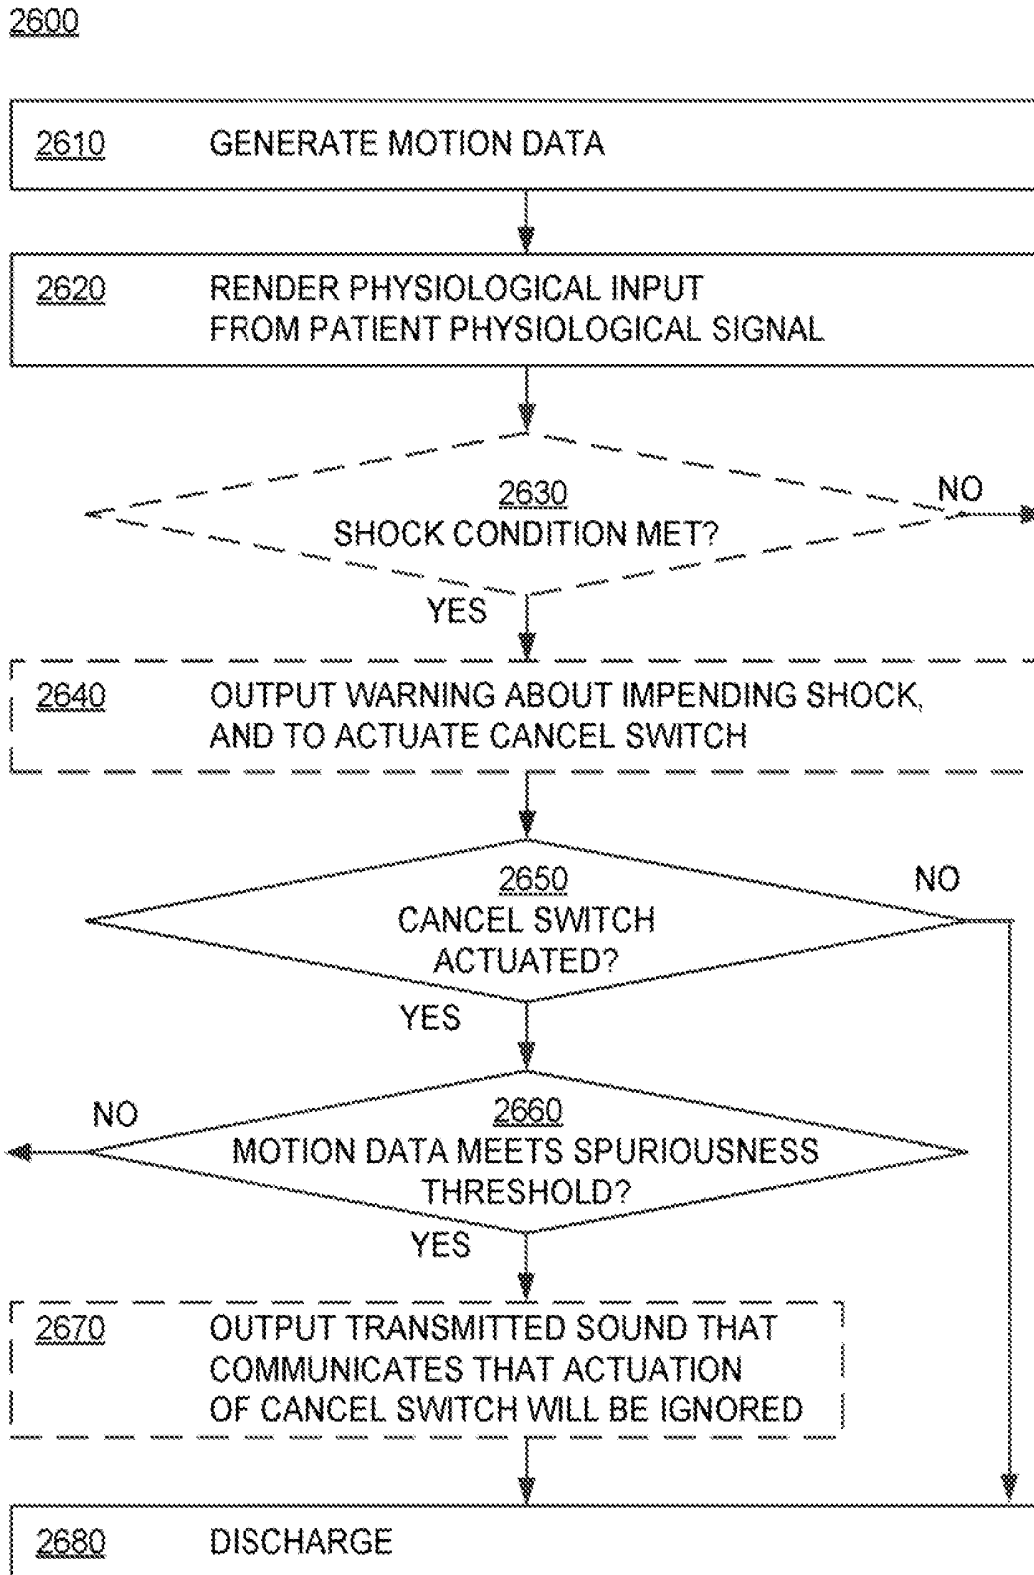 2600
2610 GENERATE MOTION DATA
2620 RENDER PHYSIOLOGICAL INPUT
FROM PATIENT PHYSIOLOGICAL SIGNAL
2630
NO
SHOCK CONDITION MET?
YES
2640 OUTPUT WARNING ABOUT IMPENDING SHOCK,
AND TO ACTUATE CANCEL SWITCH
2650
NO
CANCEL SWITCH
ACTUATED?
YES
NO
2660
MOTION DATA MEETS SPURIOUSNESS
THRESHOLD?
YES
2670 OUTPUT TRANSMITTED SOUND THAT
COMMUNICATES THAT ACTUATION
OF CANCEL SWITCH WILL BE IGNORED
2680 DISCHARGE